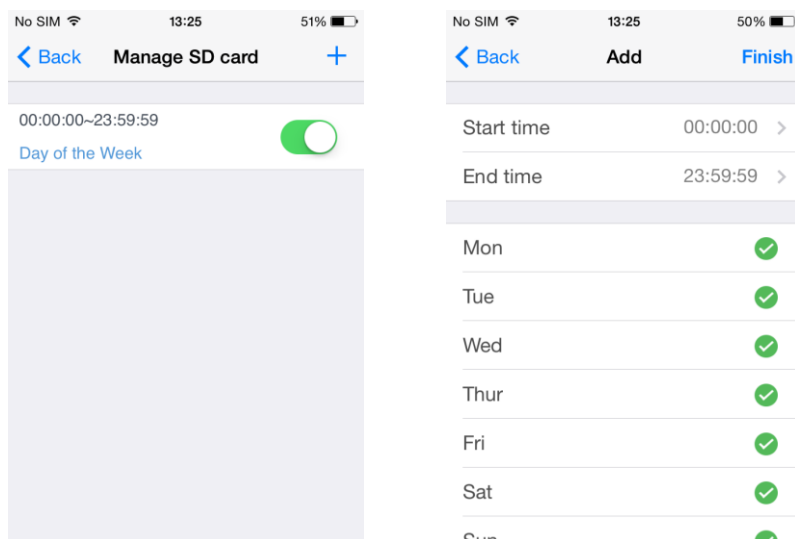 No SIM 13:25 51%
Back Manage SD card +
00:00:00~23:59:59
Day of the Week
No SIM 13:25 50%
Back Add Finish
Start time 00:00:00
End time 23:59:59
Mon
Tue
Wed
Thur
Fri
Sat
Sun